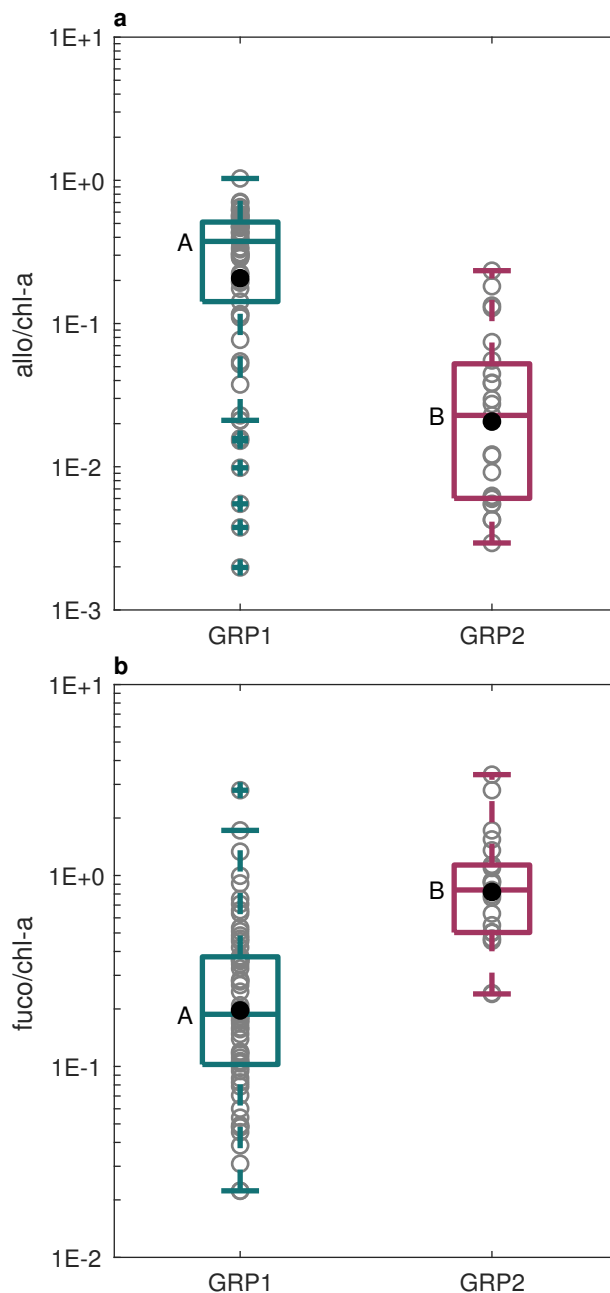 a
1E+1
1E+0
1E-1
1E-2
1E-3
allo/chl-a
A
B
GRP1 GRP2
b
1E+1
1E+0
1E-1
1E-2
fuco/chl-a
A
B
GRP1 GRP2